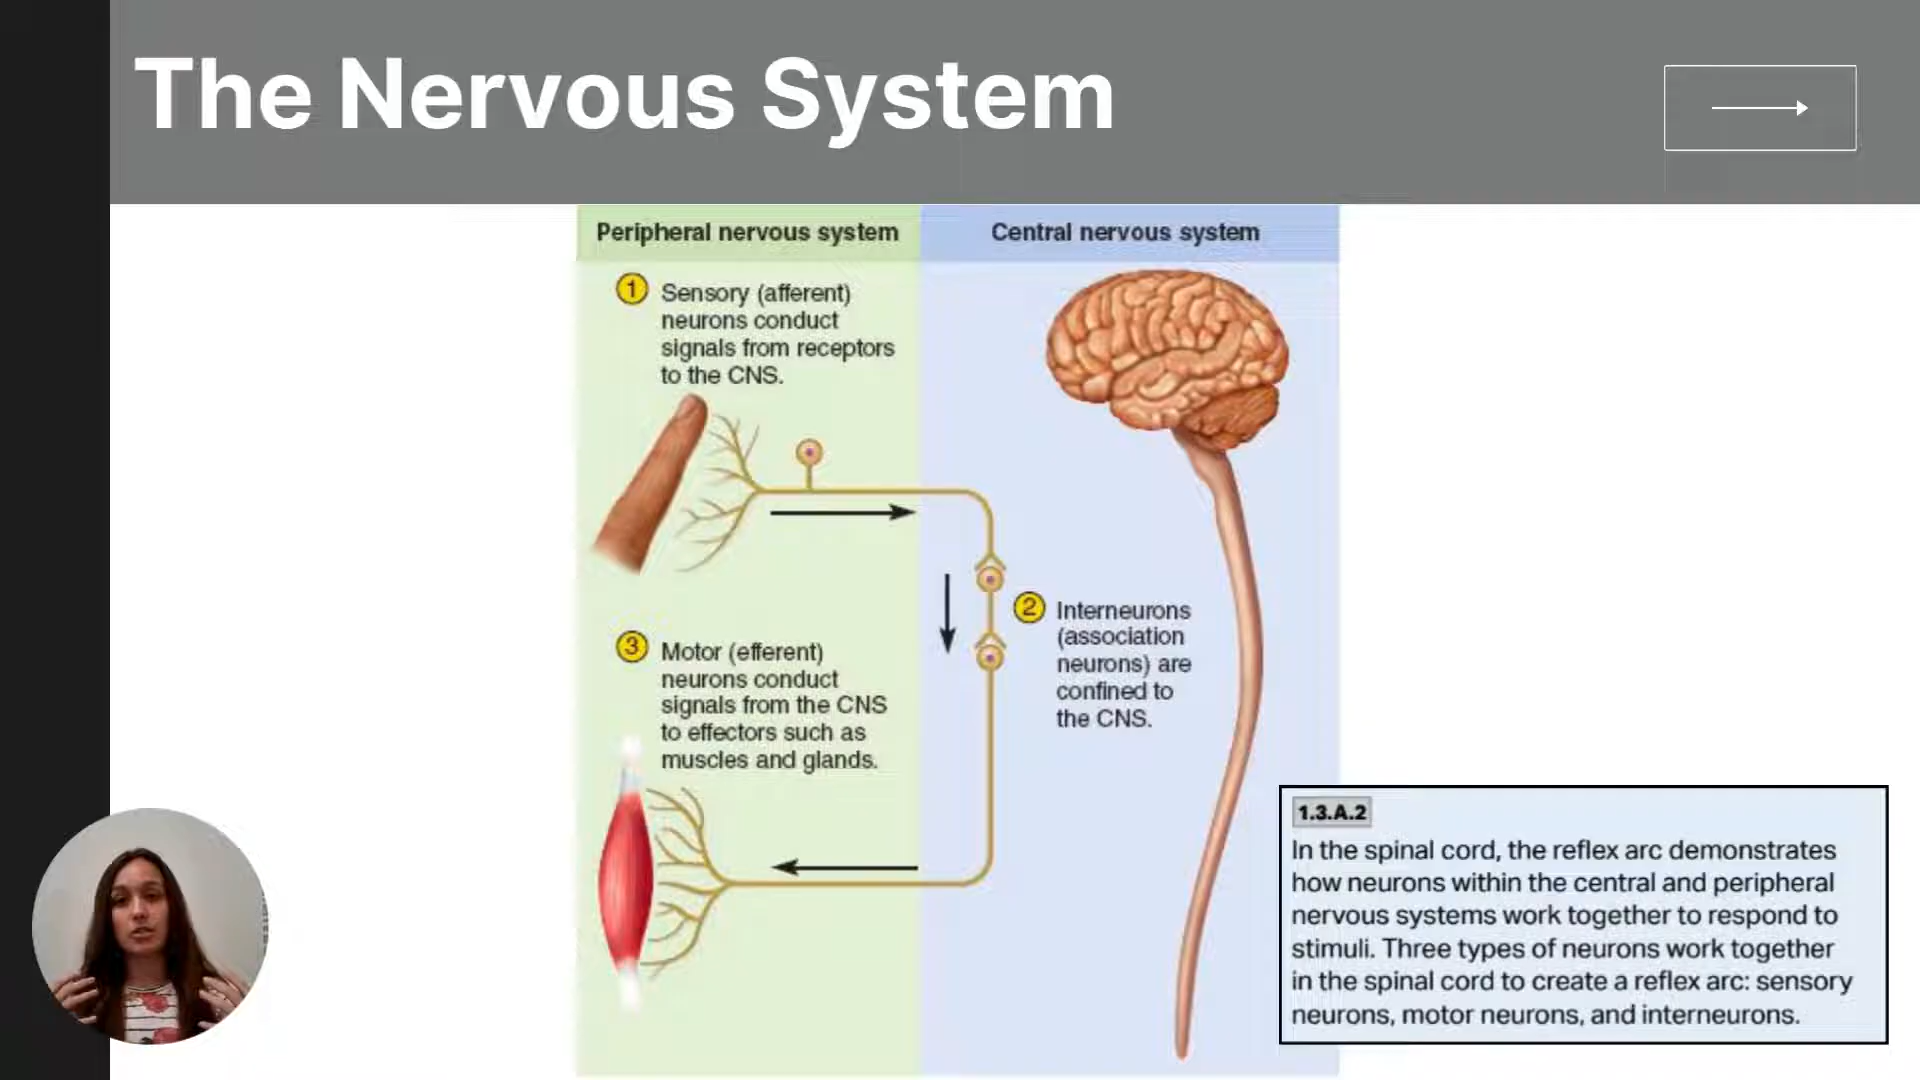 The Nervous System
Peripheral nervous system
Central nervous system
1
Sensory (afferent)
neurons conduct
signals from receptors
to the CNS.
2
Interneurons
(association
neurons) are
confined to
the CNS.
3
Motor (efferent)
neurons conduct
signals from the CNS
to effectors such as
muscles and glands.
1.3.A.2
In the spinal cord, the reflex arc demonstrates
how neurons within the central and peripheral
nervous systems work together to respond to
stimuli. Three types of neurons work together
in the spinal cord to create a reflex arc: sensory
neurons, motor neurons, and interneurons.